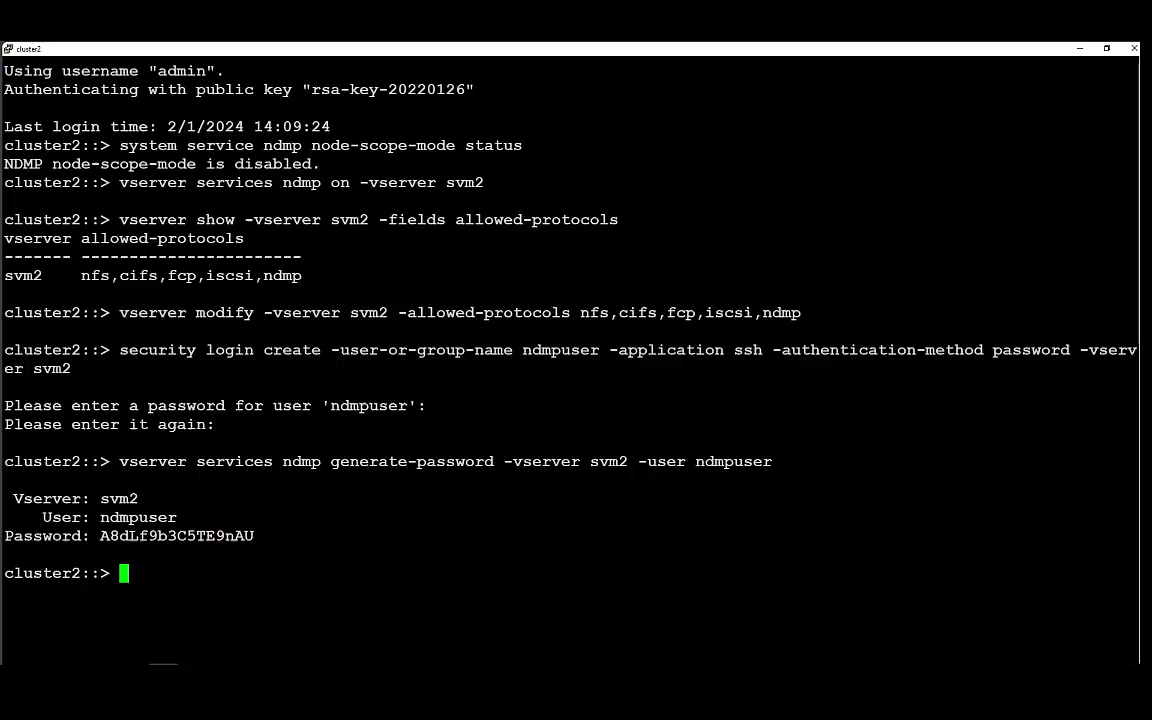 cluster2
Using username "admin".
Authenticating with public key "rsa-key-20220126"
Last login time: 2/1/2024 14:09:24
cluster2::> system service ndmp node-scope-mode status
NDMP node-scope-mode is disabled.
cluster2::> vserver services ndmp on -vserver svm2
cluster2::> vserver show -vserver svm2 -fields allowed-protocols
vserver allowed-protocols
------- -----------------------
svm2    nfs,cifs,fcp,iscsi,ndmp
cluster2::> vserver modify -vserver svm2 -allowed-protocols nfs,cifs,fcp,iscsi,ndmp
cluster2::> security login create -user-or-group-name ndmpuser -application ssh -authentication-method password -vserv
er svm2
Please enter a password for user 'ndmpuser':
Please enter it again:
cluster2::> vserver services ndmp generate-password -vserver svm2 -user ndmpuser
Vserver: svm2
User: ndmpuser
Password: A8dLf9b3C5TE9nAU
cluster2::>